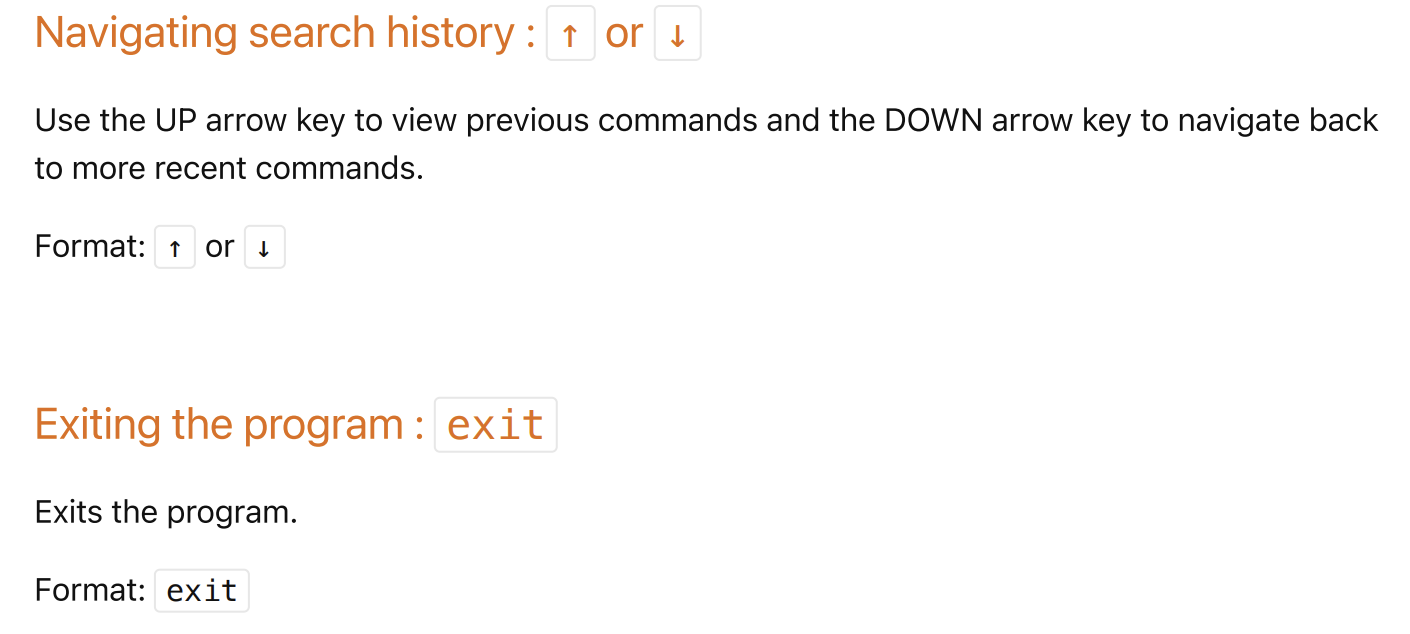 Navigating search history : ↑ or ↓
Use the UP arrow key to view previous commands and the DOWN arrow key to navigate back
to more recent commands.
Format: ↑ or ↓
Exiting the program : exit
Exits the program.
Format: exit